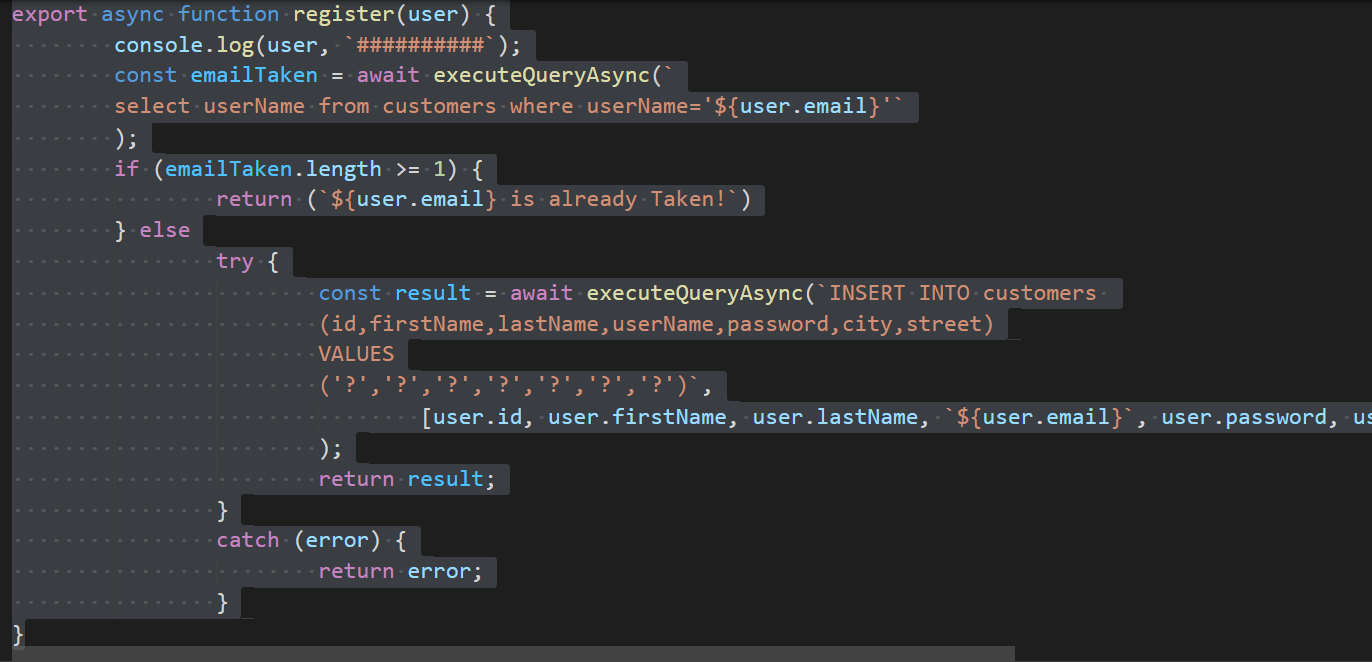 export async function register(user) {
console.log(user, `##########`);
const emailTaken = await executeQueryAsync(`
select userName from customers where userName='${user.email}'`
);
if (emailTaken.length >= 1) {
return (`${user.email} is already Taken!`)
} else
try {
const result = await executeQueryAsync(`INSERT INTO customers
(id,firstName,lastName,userName,password,city,street)
VALUES
('?','?','?','?','?','?','?')`,
[user.id, user.firstName, user.lastName, `${user.email}`, user.password, us
);
return result;
}
catch (error) {
return error;
}
}